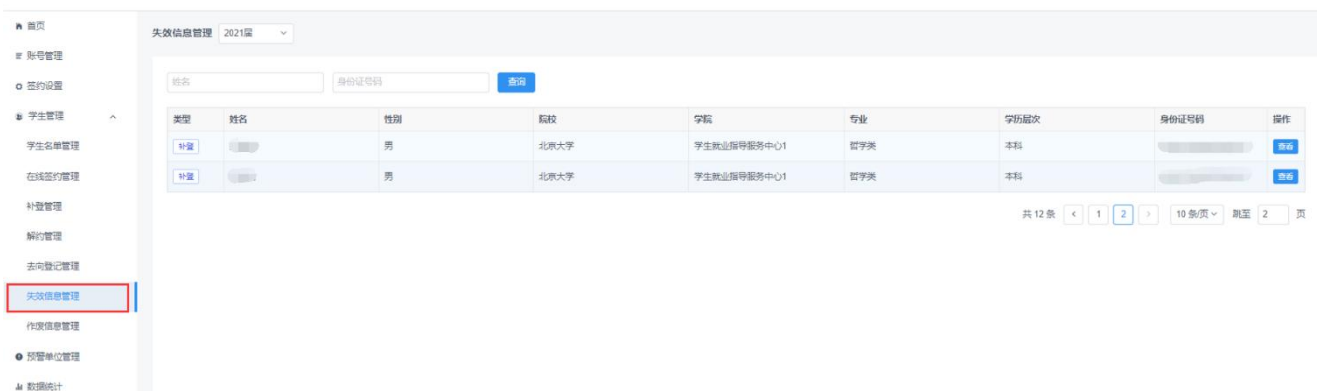 首页
账号管理
签约设置
学生管理
学生名单管理
在线签约管理
补登管理
解约管理
去向登记管理
失效信息管理
作废信息管理
预警单位管理
数据统计
失效信息管理 2021届
姓名 身份证号码 查询
类型 姓名 性别 院校 学院 专业 学历层次 身份证号码 操作
补登 男 北京大学 学生就业指导服务中心1 哲学类 本科 查看
补登 男 北京大学 学生就业指导服务中心1 哲学类 本科 查看
共 12 条 < 1 2 > 10 条/页 跳至 2 页